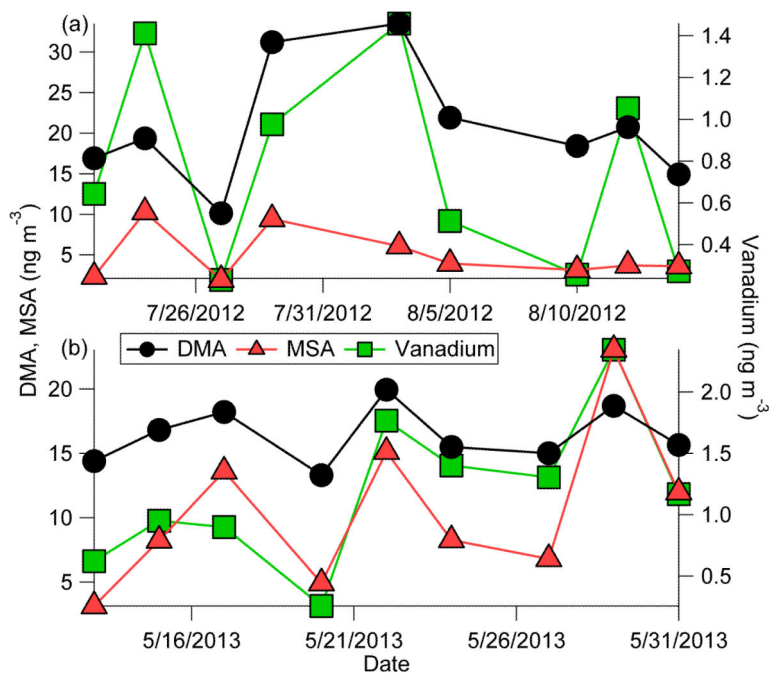 (a)
30
25
20
15
10
5
1.4
1.2
1.0
0.8
0.6
0.4
7/26/2012 7/31/2012 8/5/2012 8/10/2012
DMA MSA Vanadium
(b)
20
15
10
5
2.0
1.5
1.0
0.5
5/16/2013 5/21/2013 5/26/2013 5/31/2013
Date
DMA, MSA (ng m-3)
Vanadium (ng m-3)